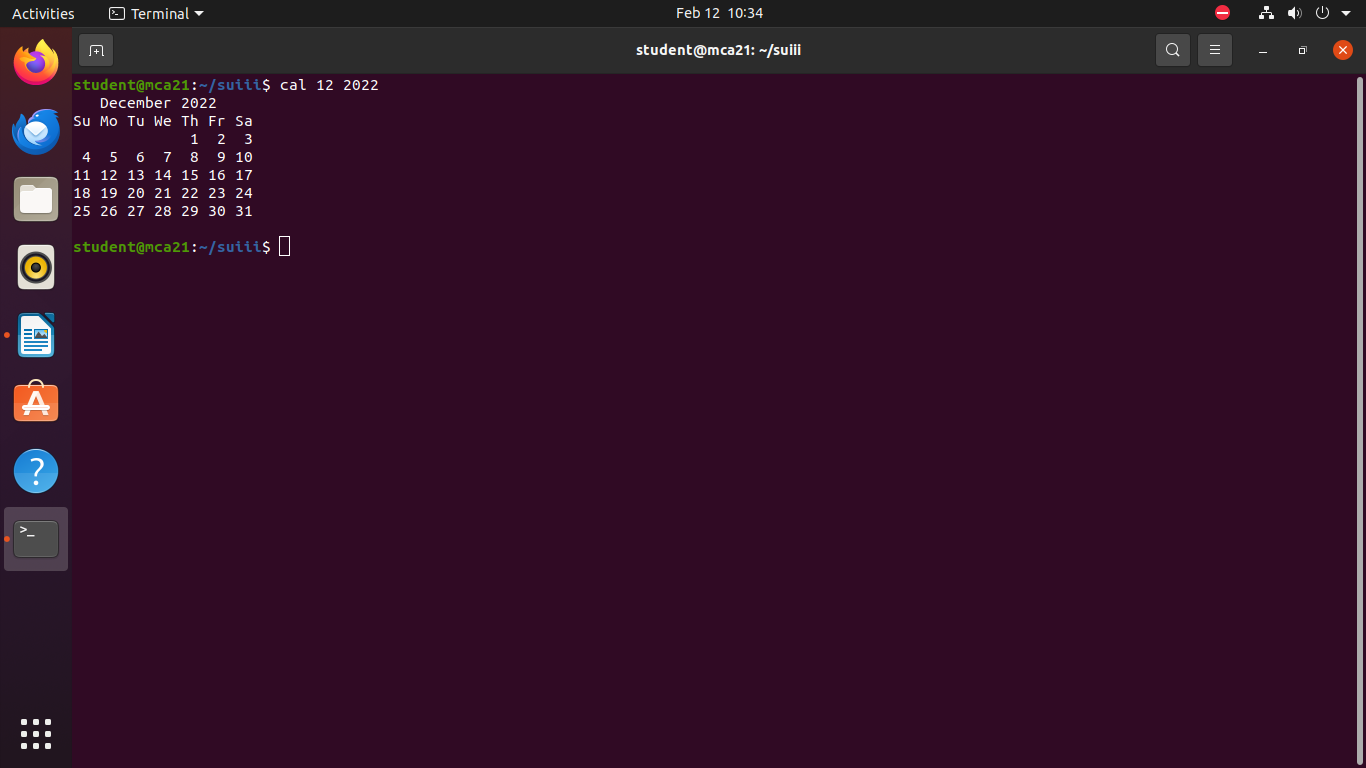 Activities Terminal Feb 12 10:34
student@mca21: ~/suiii
student@mca21:~/suiii$ cal 12 2022
   December 2022
Su Mo Tu We Th Fr Sa
             1  2  3
 4  5  6  7  8  9 10
11 12 13 14 15 16 17
18 19 20 21 22 23 24
25 26 27 28 29 30 31
student@mca21:~/suiii$